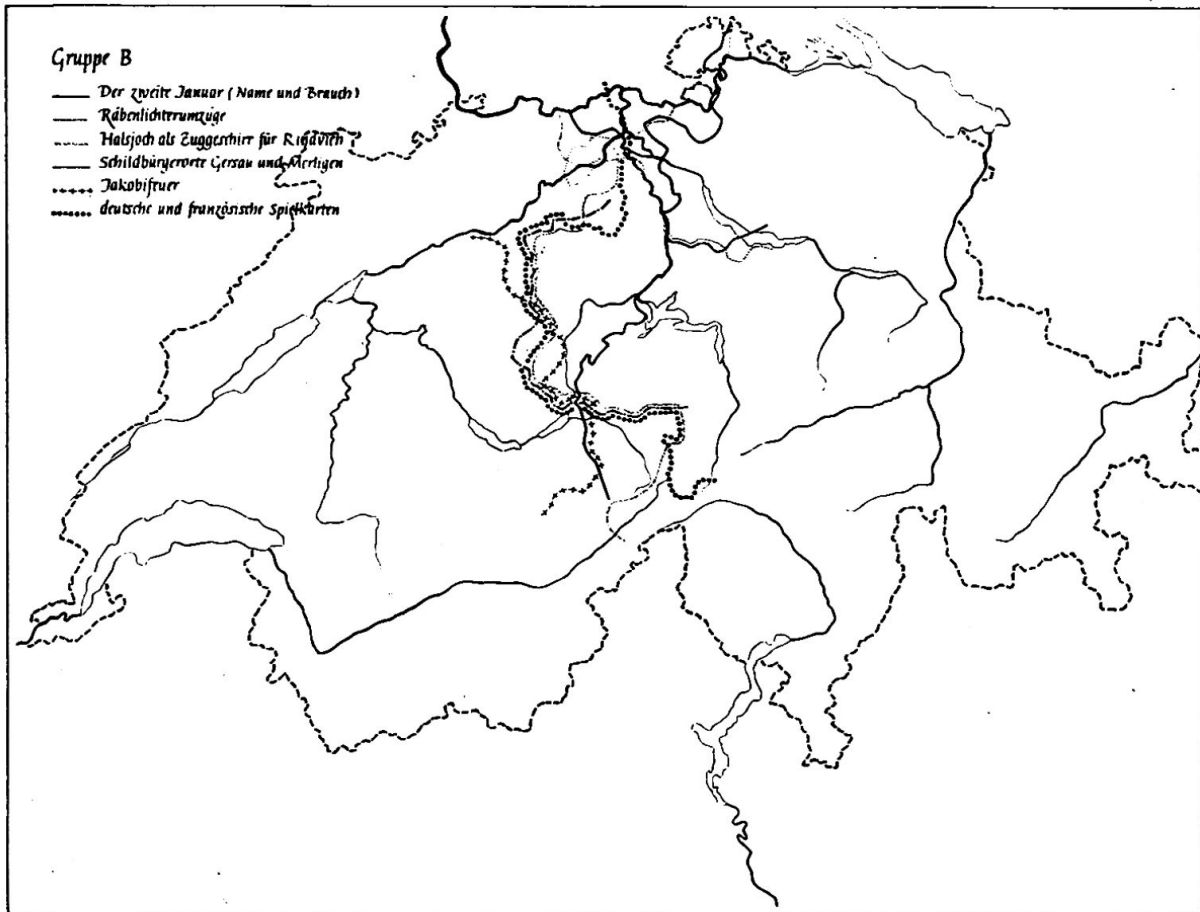 Gruppe B
Der zweite Januar (Name und Brauch)
Räbenlichterumzüge
Halsjoch als Zuggeschirr für Rindvieh
Schildbürgerorte Gersau und Merligen
Jakobifeuer
deutsche und französische Spielkarten